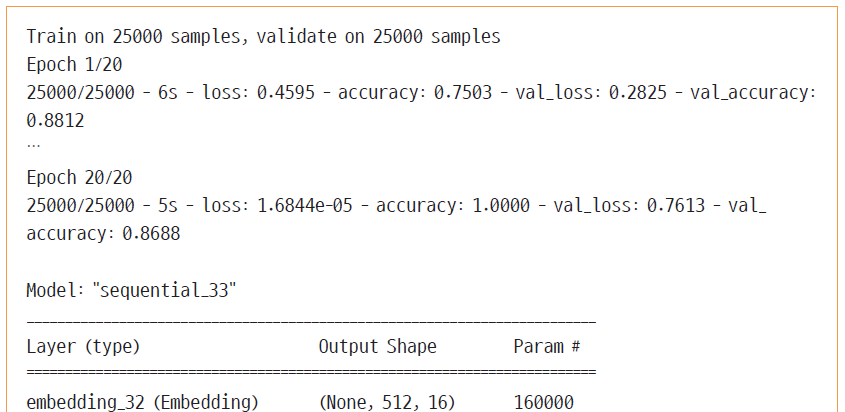 Train on 25000 samples, validate on 25000 samples
Epoch 1/20
25000/25000 - 6s - loss: 0.4595 - accuracy: 0.7503 - val_loss: 0.2825 - val_accuracy:
0.8812
…
Epoch 20/20
25000/25000 - 5s - loss: 1.6844e-05 - accuracy: 1.0000 - val_loss: 0.7613 - val_
accuracy: 0.8688
Model: "sequential_33"
_________________________________________________________________
Layer (type) Output Shape Param #
=================================================================
embedding_32 (Embedding) (None, 512, 16) 160000